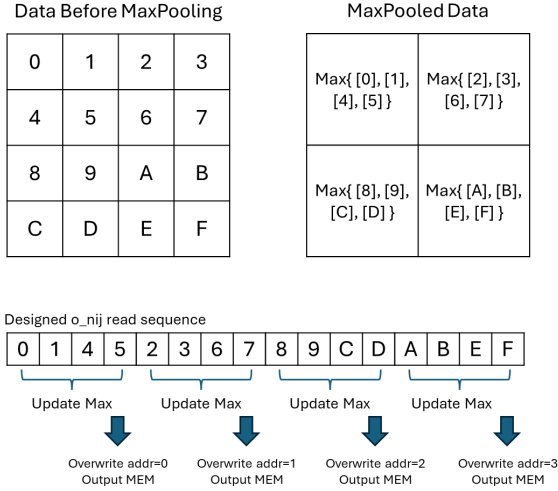 Data Before MaxPooling
0 1 2 3
4 5 6 7
8 9 A B
C D E F
MaxPooled Data
Max{ [0], [1],
[4], [5] }
Max{ [2], [3],
[6], [7] }
Max{ [8], [9],
[C], [D] }
Max{ [A], [B],
[E], [F] }
Designed o_nij read sequence
0 1 4 5 2 3 6 7 8 9 C D A B E F
Update Max
Update Max
Update Max
Update Max
Overwrite addr=0
Output MEM
Overwrite addr=1
Output MEM
Overwrite addr=2
Output MEM
Overwrite addr=3
Output MEM